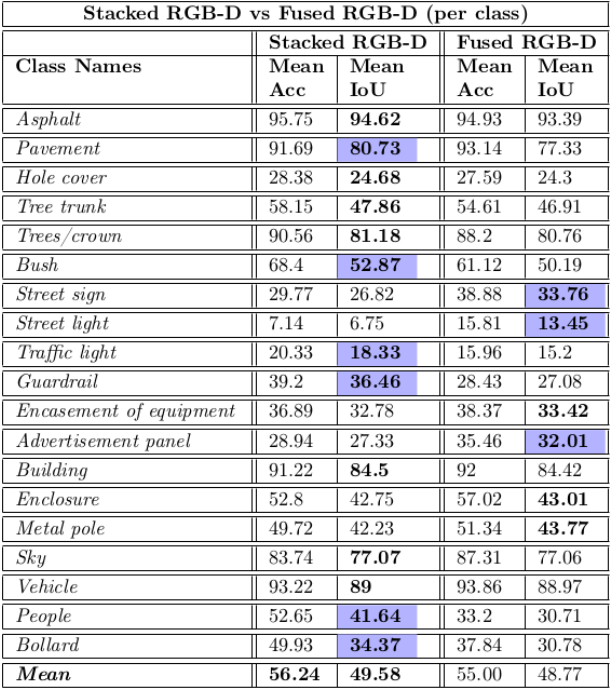 Stacked RGB-D vs Fused RGB-D (per class)
Stacked RGB-D Fused RGB-D
Class Names Mean Mean Mean Mean
Acc IoU Acc IoU
Asphalt 95.75 94.62 94.93 93.39
Pavement 91.69 80.73 93.14 77.33
Hole cover 28.38 24.68 27.59 24.3
Tree trunk 58.15 47.86 54.61 46.91
Trees/crown 90.56 81.18 88.2 80.76
Bush 68.4 52.87 61.12 50.19
Street sign 29.77 26.82 38.88 33.76
Street light 7.14 6.75 15.81 13.45
Traffic light 20.33 18.33 15.96 15.2
Guardrail 39.2 36.46 28.43 27.08
Encasement of equipment 36.89 32.78 38.37 33.42
Advertisement panel 28.94 27.33 35.46 32.01
Building 91.22 84.5 92 84.42
Enclosure 52.8 42.75 57.02 43.01
Metal pole 49.72 42.23 51.34 43.77
Sky 83.74 77.07 87.31 77.06
Vehicle 93.22 89 93.86 88.97
People 52.65 41.64 33.2 30.71
Bollard 49.93 34.37 37.84 30.78
Mean 56.24 49.58 55.00 48.77